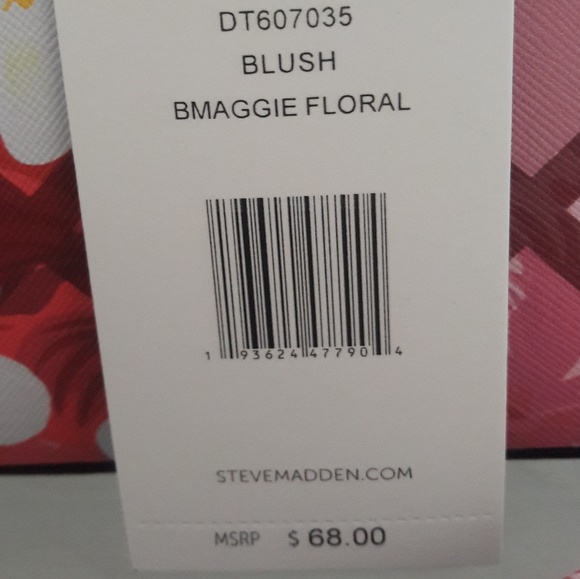 DT607035
BLUSH
BMAGGIE FLORAL
1 93624 47790 4
STEVEMADDEN.COM
MSRP $ 68.00